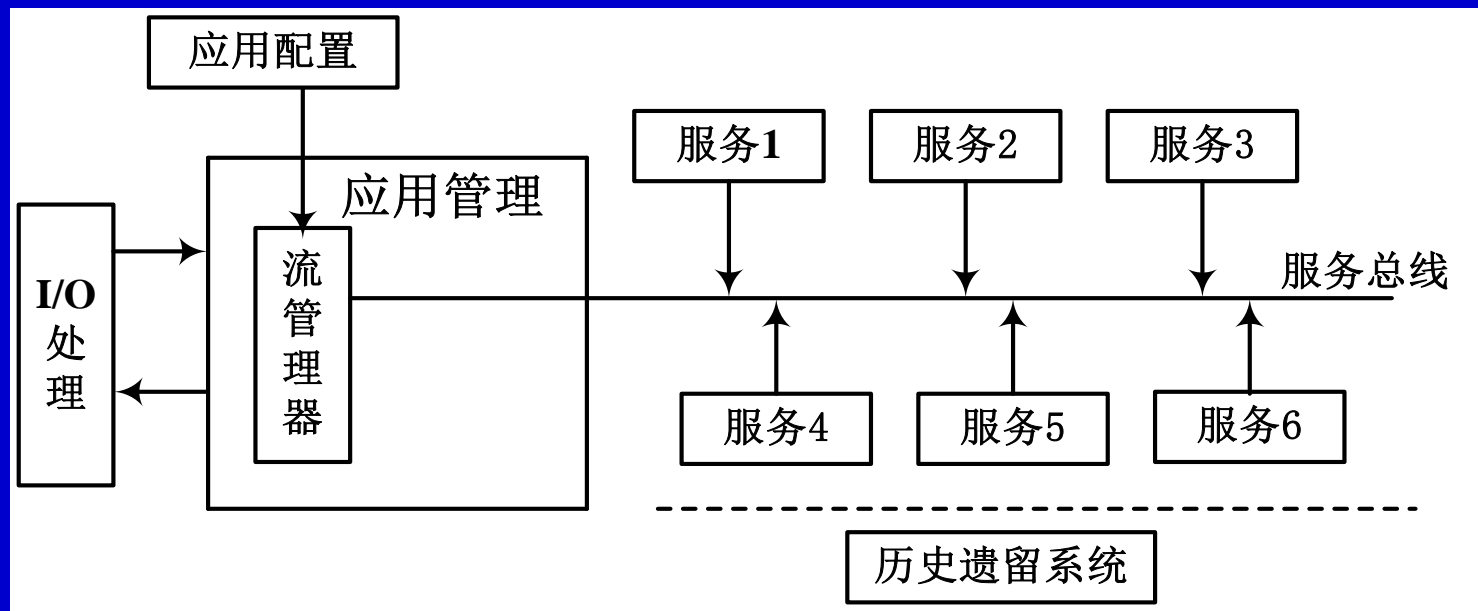 应用配置
服务1
服务2
服务3
应用管理
I/O
处
理
流
管
理
器
服务总线
服务4
服务5
服务6
历史遗留系统